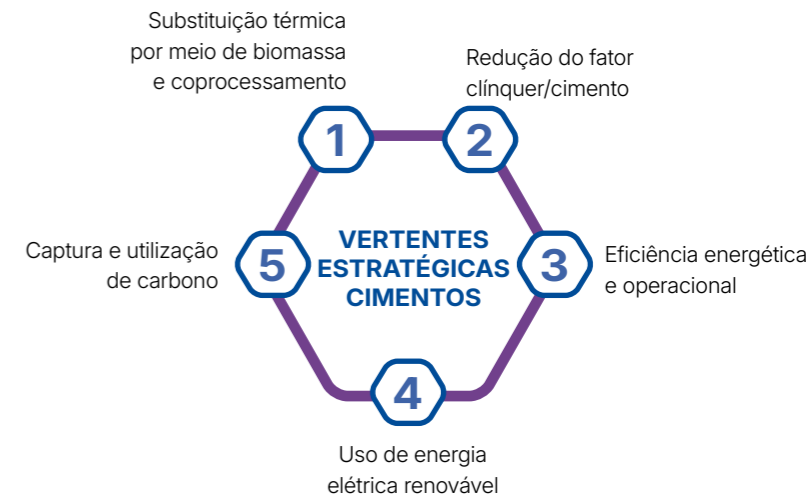 Substituição térmica
por meio de biomassa
e coprocessamento
1
Redução do fator
clínquer/cimento
2
VERTENTES
ESTRATÉGICAS
CIMENTOS
3
Eficiência energética
e operacional
4
Uso de energia
elétrica renovável
5
Captura e utilização
de carbono